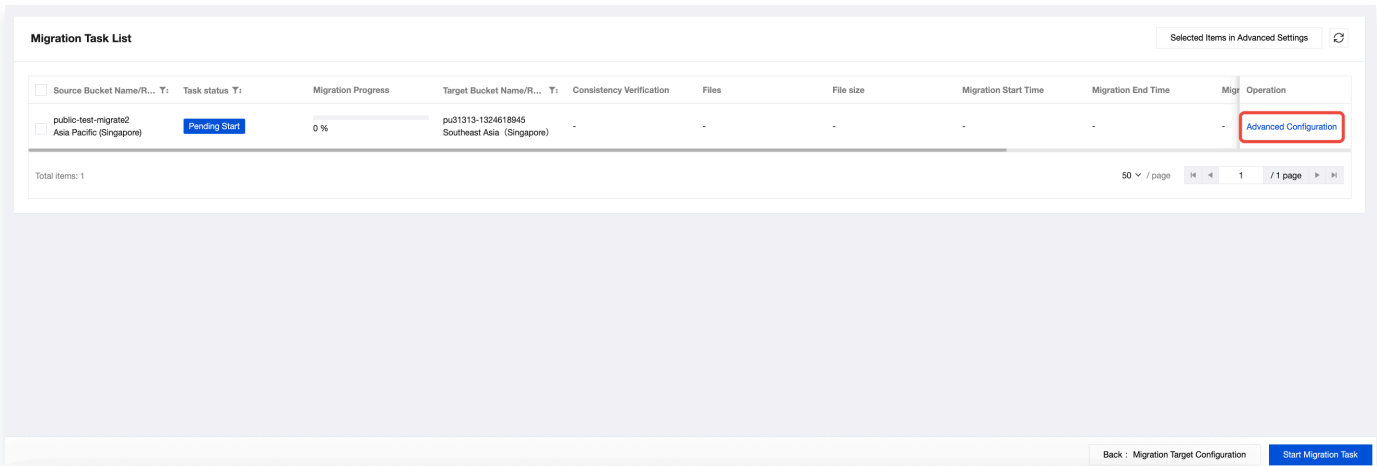 Migration Task List
Selected Items in Advanced Settings
Source Bucket Name/R... Task status Migration Progress Target Bucket Name/R... Consistency Verification Files File size Migration Start Time Migration End Time Migr Operation
public-test-migrate2 Pending Start pu31313-1324618945 - - - - - - Advanced Configuration
Asia Pacific (Singapore) 0 % Southeast Asia（Singapore）
Total items: 1 50 / page 1 / 1 page
Back : Migration Target Configuration Start Migration Task